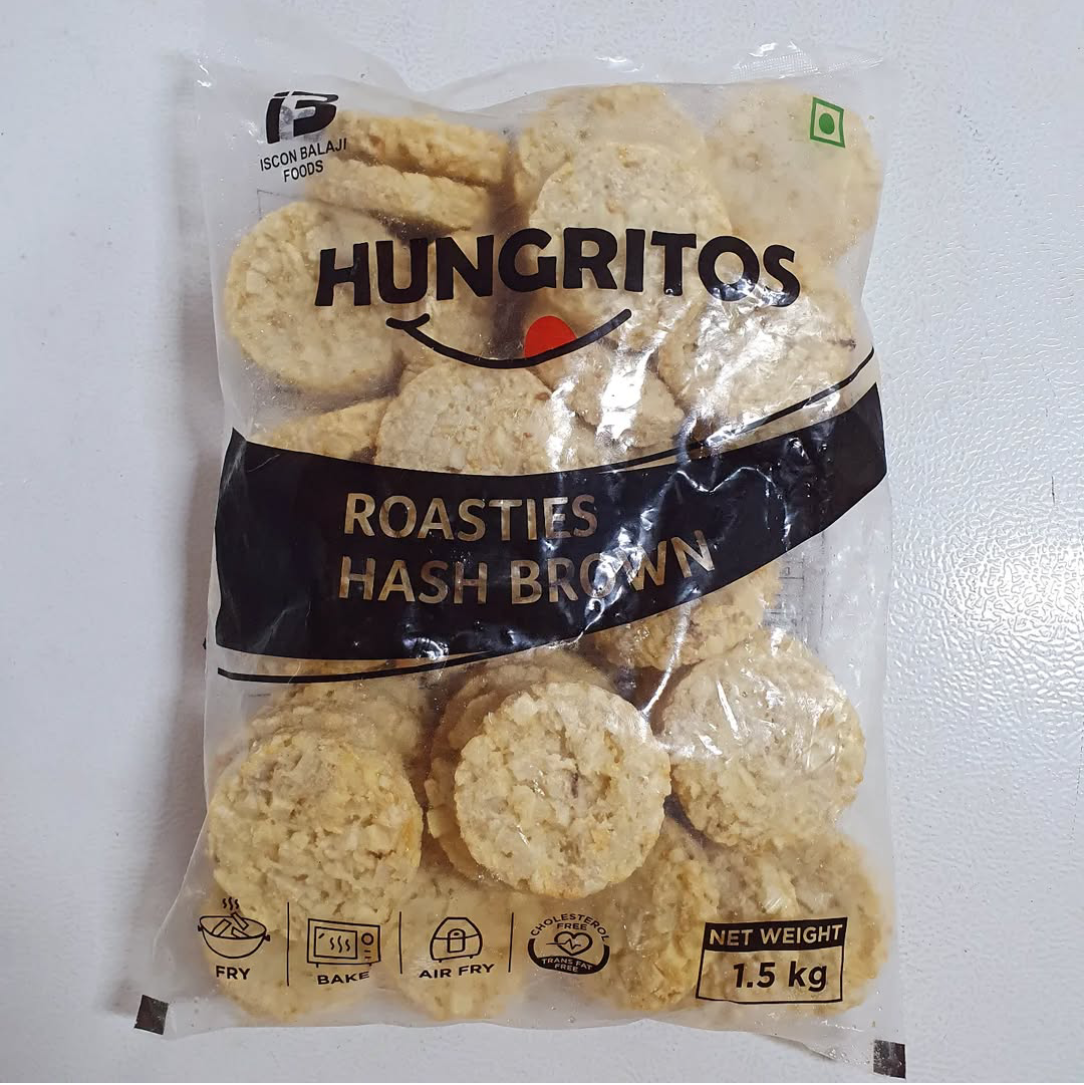 ISCON BALAJI
FOODS
HUNGRITOS
ROASTIES
HASH BROWN
FRY
BAKE
AIR FRY
CHOLESTEROL
FREE
TRANS FAT
FREE
NET WEIGHT
1.5 kg